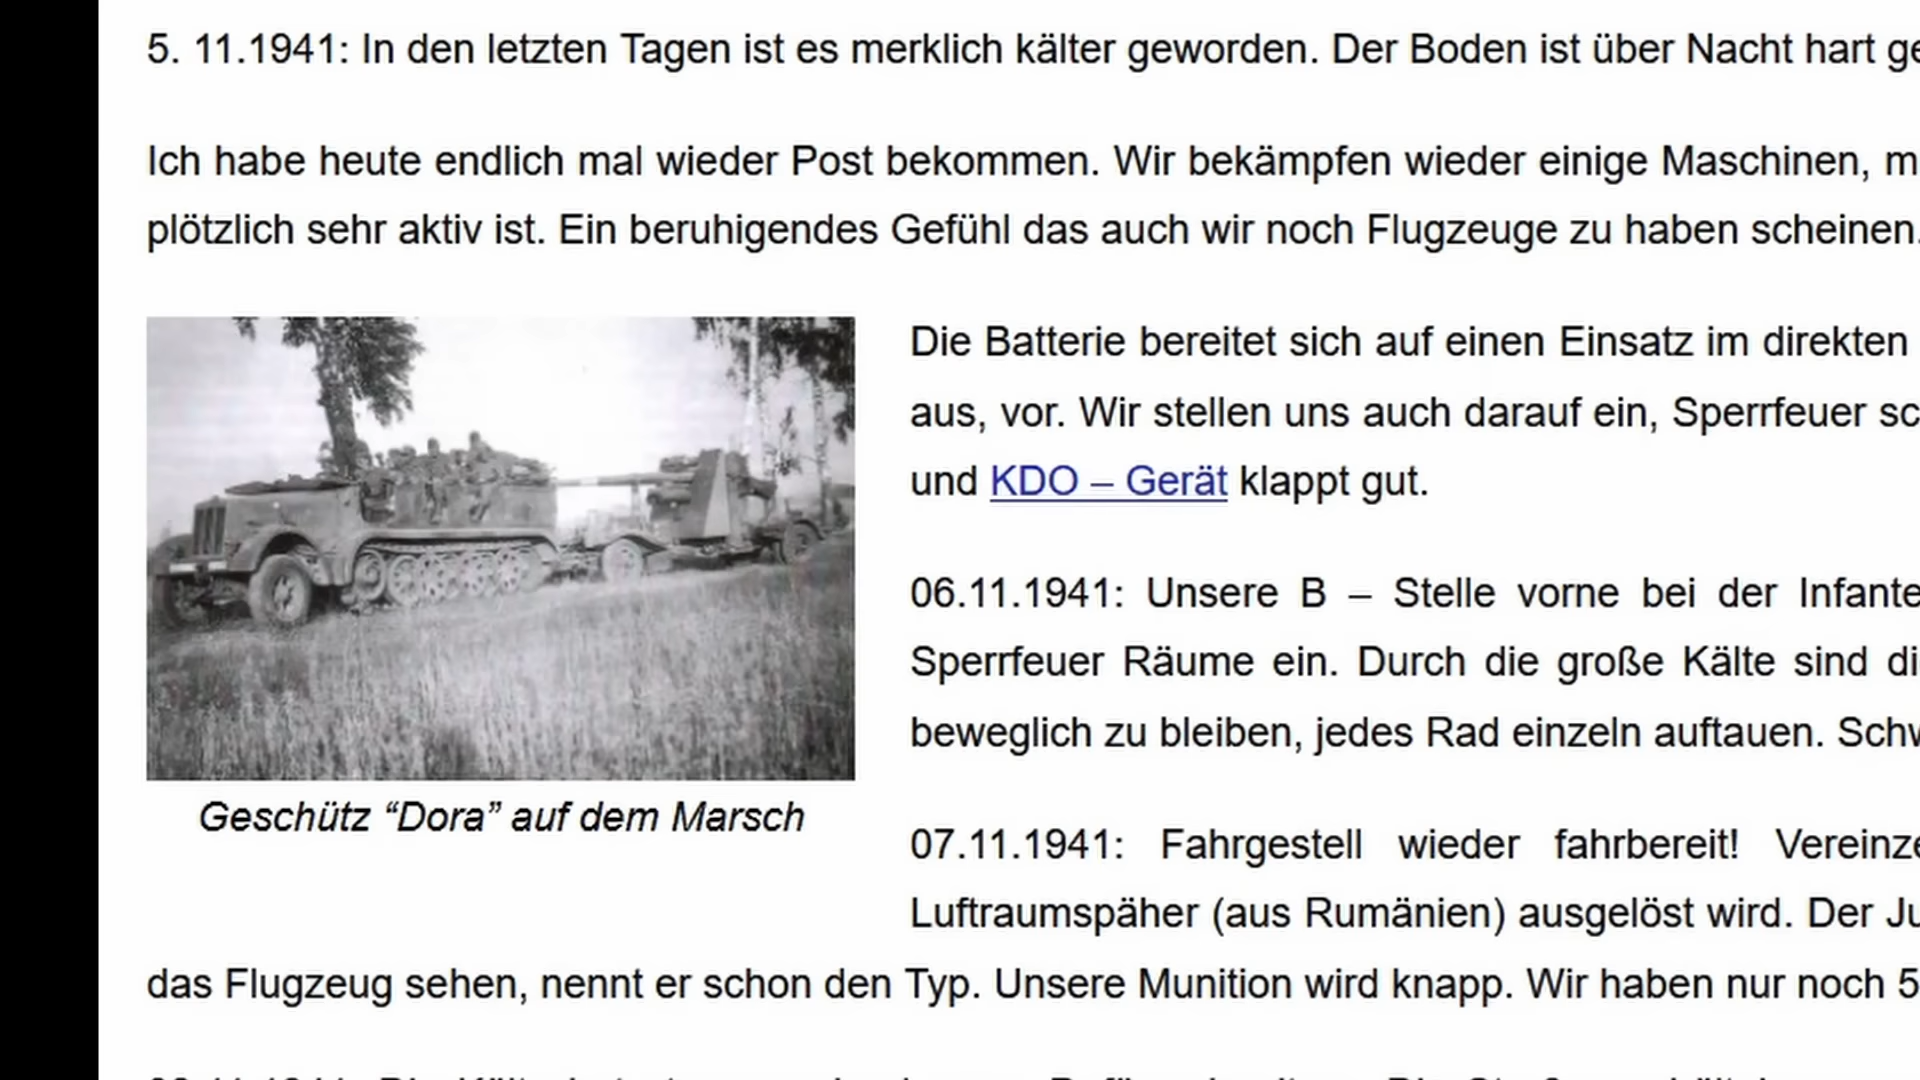 5. 11.1941: In den letzten Tagen ist es merklich kälter geworden. Der Boden ist über Nacht hart
Ich habe heute endlich mal wieder Post bekommen. Wir bekämpfen wieder einige Maschinen,
plötzlich sehr aktiv ist. Ein beruhigendes Gefühl das auch wir noch Flugzeuge zu haben scheinen.
Die Batterie bereitet sich auf einen Einsatz im direkten
aus, vor. Wir stellen uns auch darauf ein, Sperrfeuer
und KDO – Gerät klappt gut.
06.11.1941: Unsere B – Stelle vorne bei der
Sperrfeuer Räume ein. Durch die große Kälte sind
beweglich zu bleiben, jedes Rad einzeln auftauen.
Geschütz “Dora” auf dem Marsch
07.11.1941: Fahrgestell wieder fahrbereit!
Luftraumspäher (aus Rumänien) ausgelöst wird. Der
das Flugzeug sehen, nennt er schon den Typ. Unsere Munition wird knapp. Wir haben nur noch